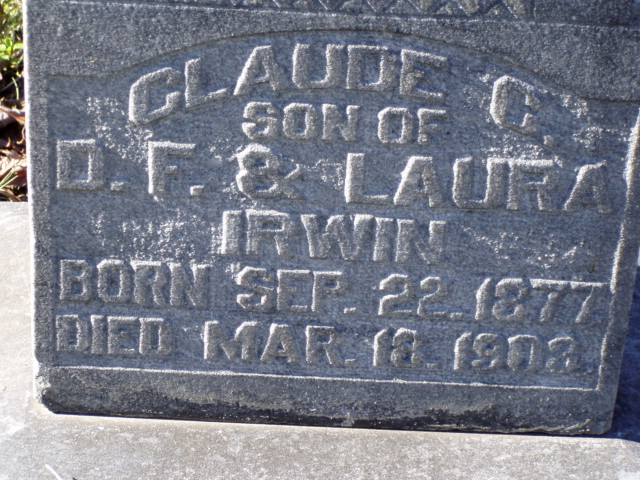 CLAUDE C.
SON OF
D. F. & LAURA
IRWIN
BORN SEP. 22. 1877
DIED MAR. 18. 1903.